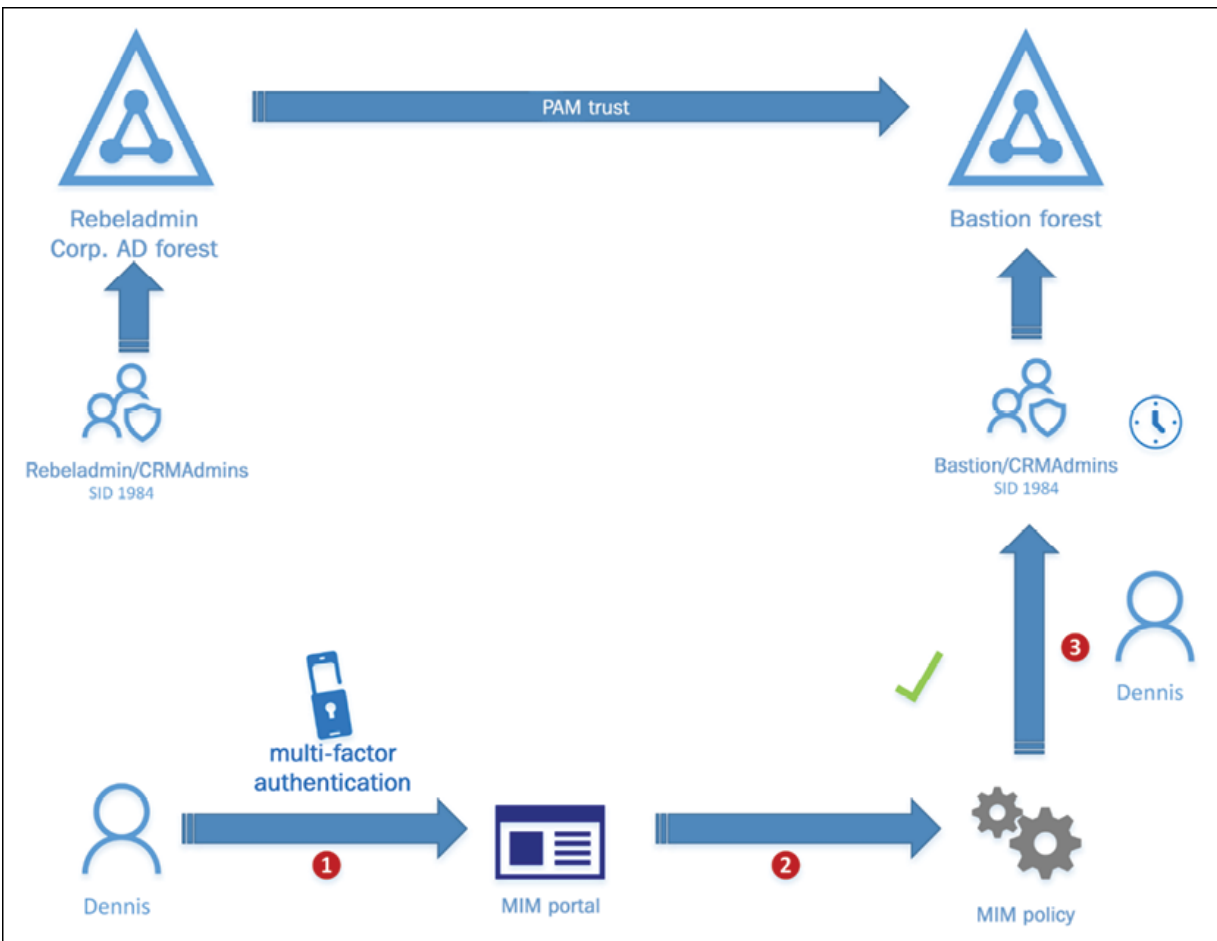 PAM trust
Rebeladmin
Corp. AD forest
Bastion forest
Rebeladmin/CRMAdmins
SID 1984
Bastion/CRMAdmins
SID 1984
3
Dennis
multi-factor
authentication
1
2
Dennis
MIM portal
MIM policy